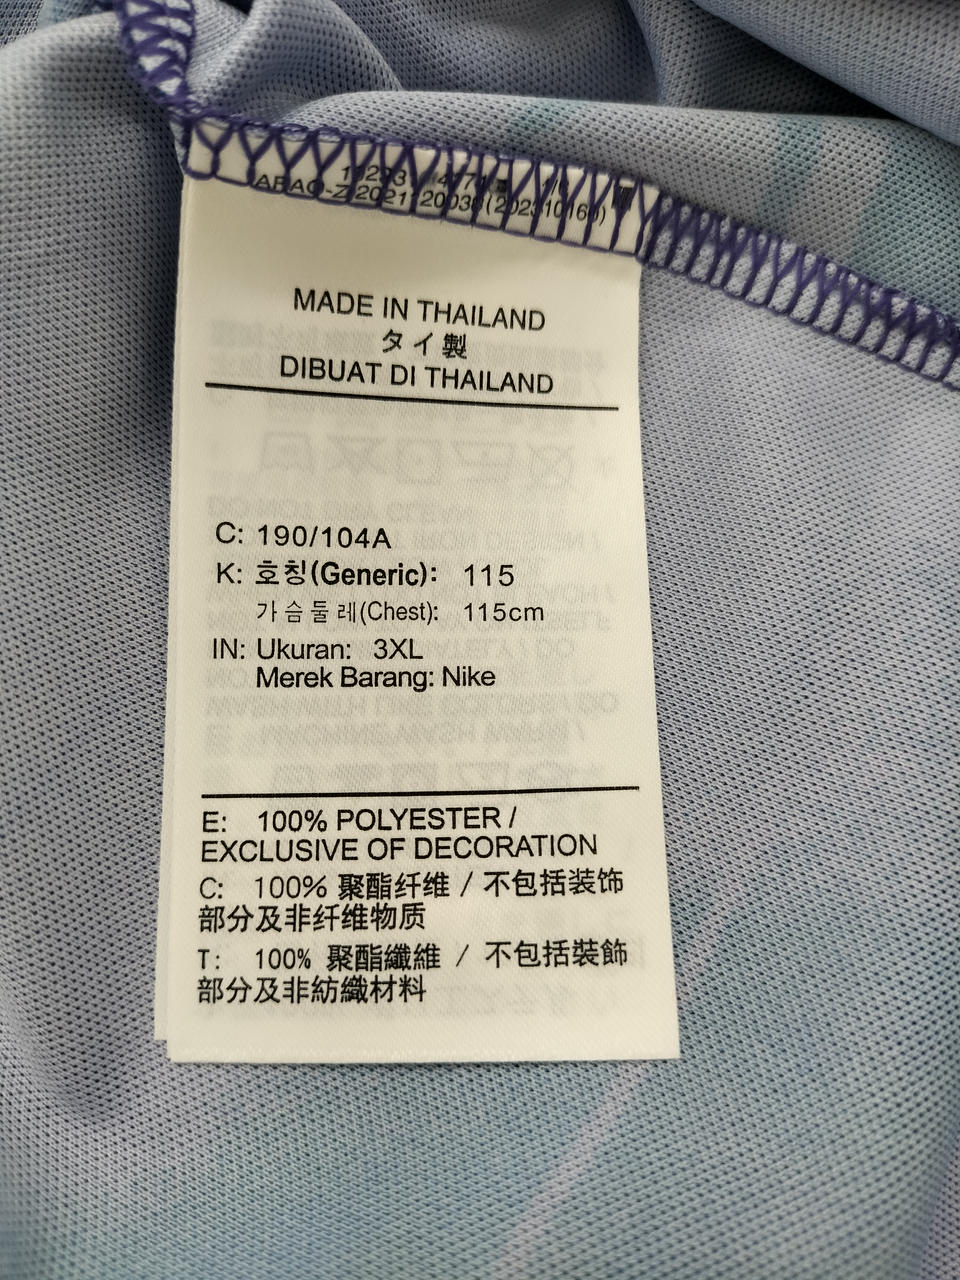 MADE IN THAILAND
タイ製
DIBUAT DI THAILAND
C: 190/104A
K: 호칭(Generic): 115
가슴둘레(Chest): 115cm
IN: Ukuran: 3XL
Merek Barang: Nike
E: 100% POLYESTER /
EXCLUSIVE OF DECORATION
C: 100% 聚酯纤维 / 不包括装饰
部分及非纤维物质
T: 100% 聚酯纖維 / 不包括裝飾
部分及非紡織材料